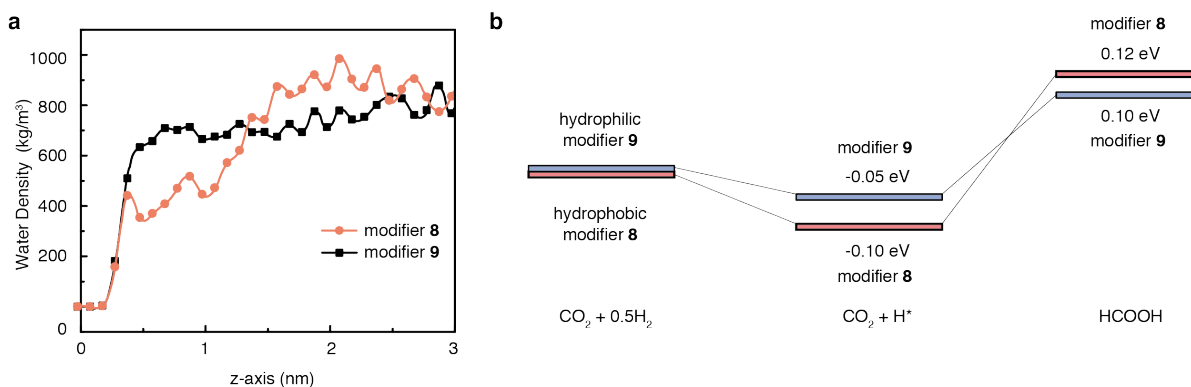 a
1000
800
600
400
200
0
Water Density (kg/m³)
modifier 8
modifier 9
0
1
2
3
z-axis (nm)
b
hydrophilic
modifier 9
hydrophobic
modifier 8
CO₂ + 0.5H₂
modifier 9
-0.05 eV
-0.10 eV
modifier 8
CO₂ + H*
modifier 8
0.12 eV
0.10 eV
modifier 9
HCOOH